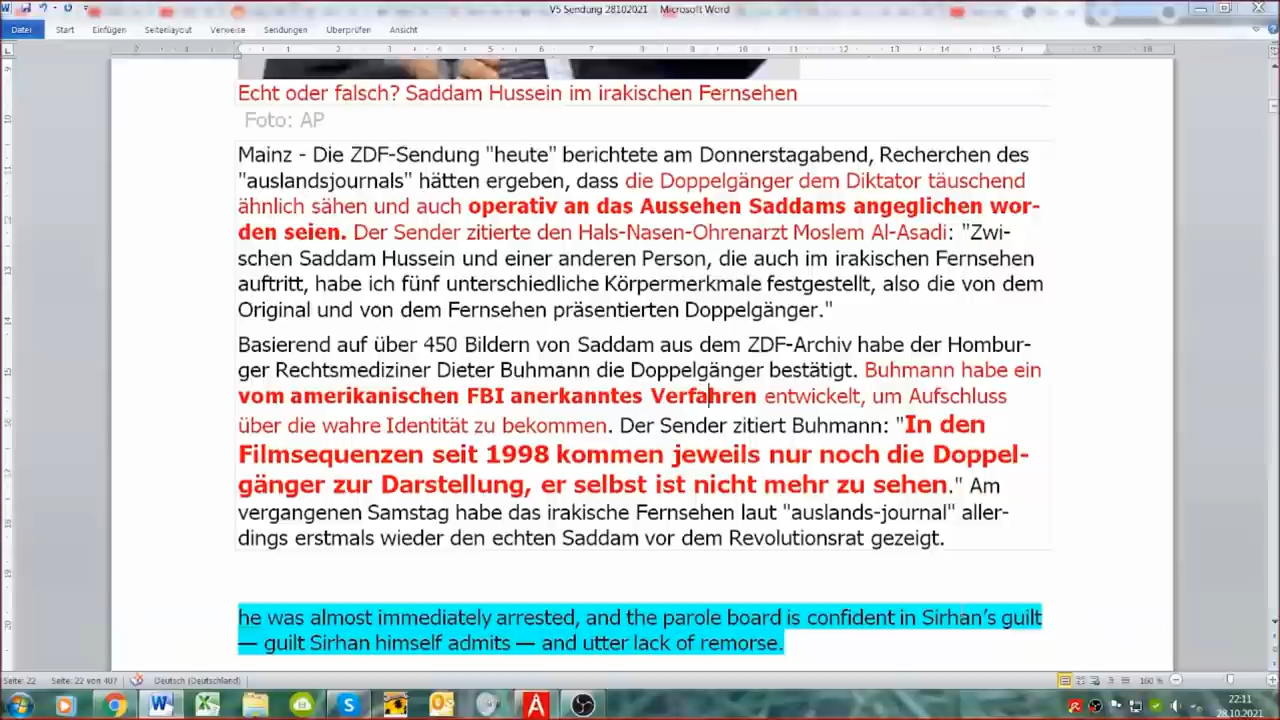 V5 Sendung 28102021 - Microsoft Word
Datei Start Einfügen Seitenlayout Verweise Sendungen Überprüfen Ansicht
Echt oder falsch? Saddam Hussein im irakischen Fernsehen
Foto: AP
Mainz - Die ZDF-Sendung "heute" berichtete am Donnerstagabend, Recherchen des
"auslandsjournals" hätten ergeben, dass die Doppelgänger dem Diktator täuschend
ähnlich sähen und auch operativ an das Aussehen Saddams angeglichen wor-
den seien. Der Sender zitierte den Hals-Nasen-Ohrenarzt Moslem Al-Asadi: "Zwi-
schen Saddam Hussein und einer anderen Person, die auch im irakischen Fernsehen
auftritt, habe ich fünf unterschiedliche Körpermerkmale festgestellt, also die von dem
Original und von dem Fernsehen präsentierten Doppelgänger."
Basierend auf über 450 Bildern von Saddam aus dem ZDF-Archiv habe der Hombur-
ger Rechtsmediziner Dieter Buhmann die Doppelgänger bestätigt. Buhmann habe ein
vom amerikanischen FBI anerkanntes Verfahren entwickelt, um Aufschluss
über die wahre Identität zu bekommen. Der Sender zitiert Buhmann: "In den
Filmsequenzen seit 1998 kommen jeweils nur noch die Doppel-
gänger zur Darstellung, er selbst ist nicht mehr zu sehen." Am
vergangenen Samstag habe das irakische Fernsehen laut "auslands-journal" aller-
dings erstmals wieder den echten Saddam vor dem Revolutionsrat gezeigt.
he was almost immediately arrested, and the parole board is confident in Sirhan’s guilt
— guilt Sirhan himself admits — and utter lack of remorse.
Seite: 22 Seite: 22 von 407 Deutsch (Deutschland) 160 %
22:11
28.10.2021